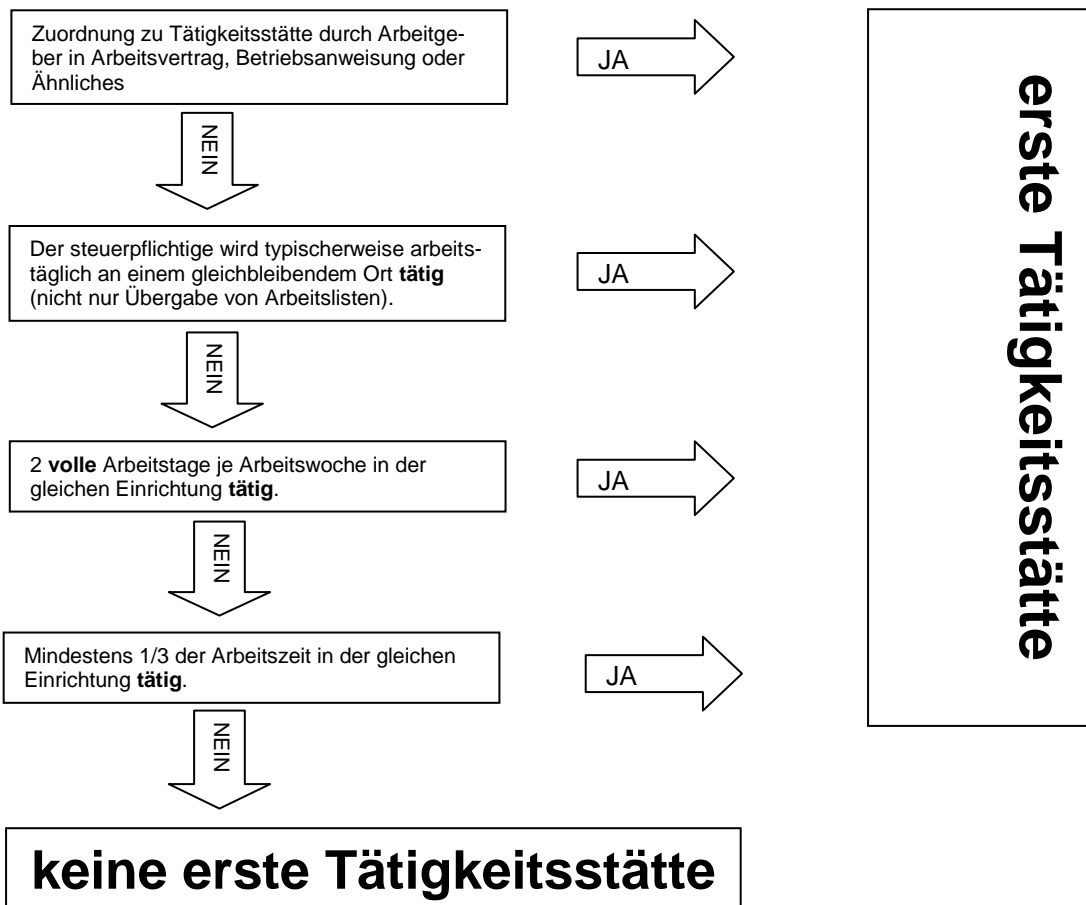 Zuordnung zu Tätigkeitsstätte durch Arbeitge-
ber in Arbeitsvertrag, Betriebsanweisung oder
Ähnliches
JA
NEIN
Der steuerpflichtige wird typischerweise arbeits-
täglich an einem gleichbleibendem Ort tätig
(nicht nur Übergabe von Arbeitslisten).
JA
NEIN
2 volle Arbeitstage je Arbeitswoche in der
gleichen Einrichtung tätig.
JA
NEIN
Mindestens 1/3 der Arbeitszeit in der gleichen
Einrichtung tätig.
JA
NEIN
keine erste Tätigkeitsstätte
erste Tätigkeitsstätte